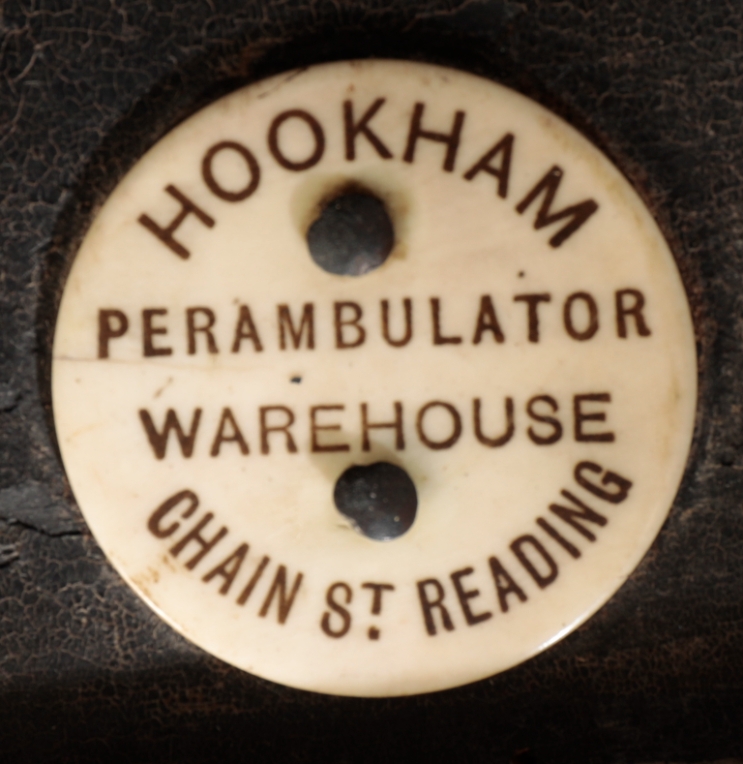 HOOKHAM
PERAMBULATOR
WAREHOUSE
CHAIN ST. READING